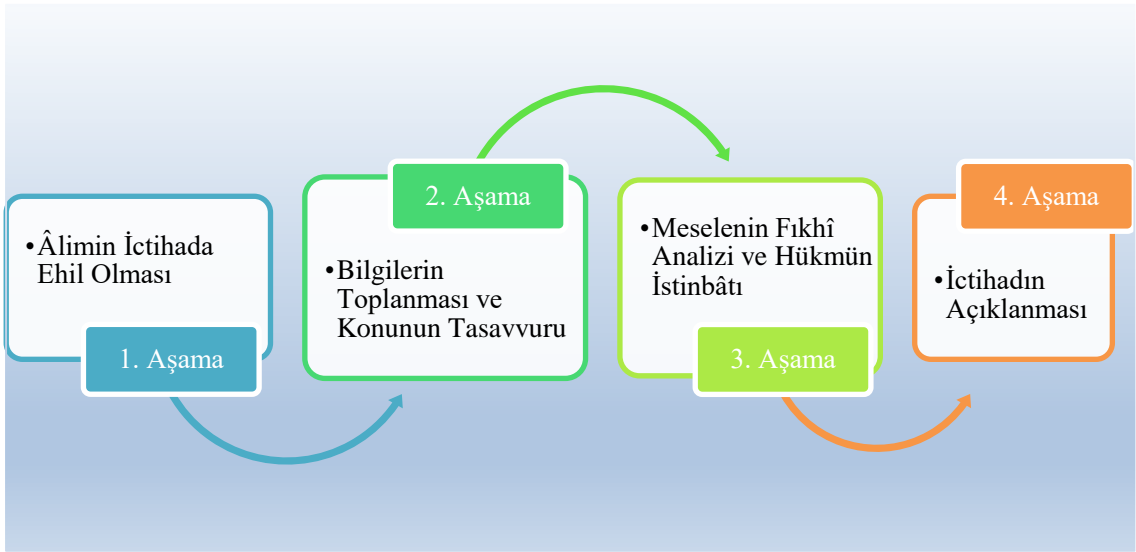 •Âlimin İctihada
Ehil Olması
1. Aşama
2. Aşama
•Bilgilerin
Toplanması ve
Konunun Tasavvuru
•Meselenin Fıkhî
Analizi ve Hükmün
İstinbâtı
3. Aşama
4. Aşama
•İctihadın
Açıklanması